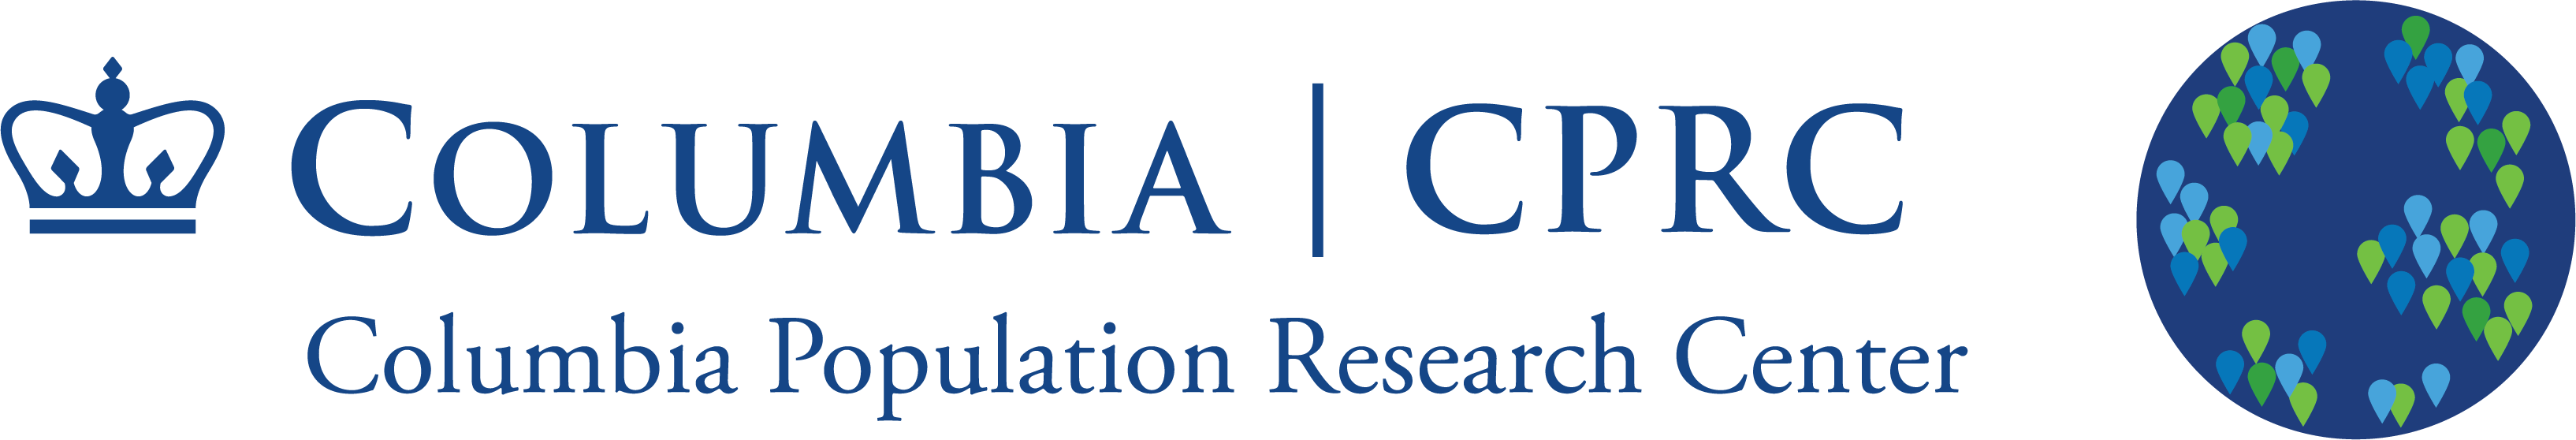 COLUMBIA | CPRC
Columbia Population Research Center